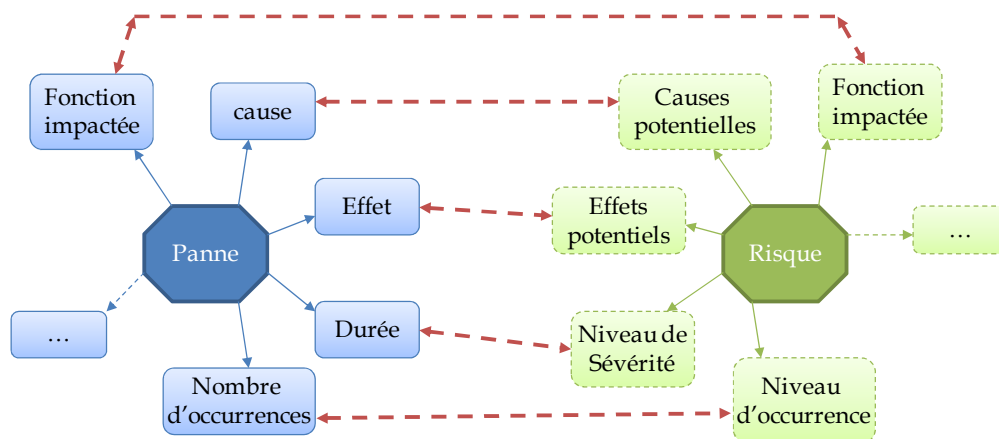 Fonction
impactée
cause
Causes
potentielles
Fonction
impactée
Effet
Effets
potentiels
Panne
Risque
…
…
Durée
Niveau de
Sévérité
Nombre
d'occurrences
Niveau
d'occurrence